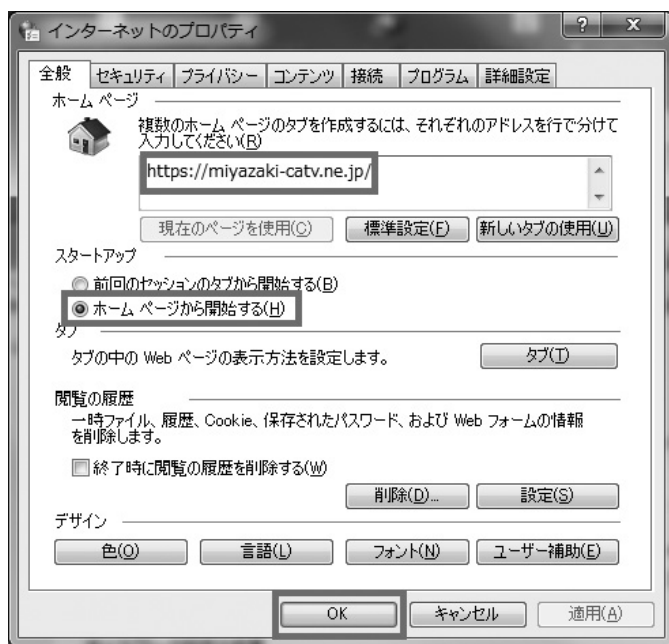 インターネットのプロパティ
? X
全般 セキュリティ プライバシー コンテンツ 接続 プログラム 詳細設定
ホーム ページ
複数のホーム ページのタブを作成するには、それぞれのアドレスを行で分けて
入力してください(R)
https://miyazaki-catv.ne.jp/
現在のページを使用(C) 標準設定(F) 新しいタブの使用(U)
スタートアップ
前回のセッションのタブから開始する(B)
ホーム ページから開始する(H)
タブ
タブの中の Web ページの表示方法を設定します。 タブ(T)
閲覧の履歴
一時ファイル、履歴、Cookie、保存されたパスワード、および Web フォームの情報
を削除します。
終了時に閲覧の履歴を削除する(W)
削除(D)... 設定(S)
デザイン
色(O) 言語(L) フォント(N) ユーザー補助(E)
OK キャンセル 適用(A)